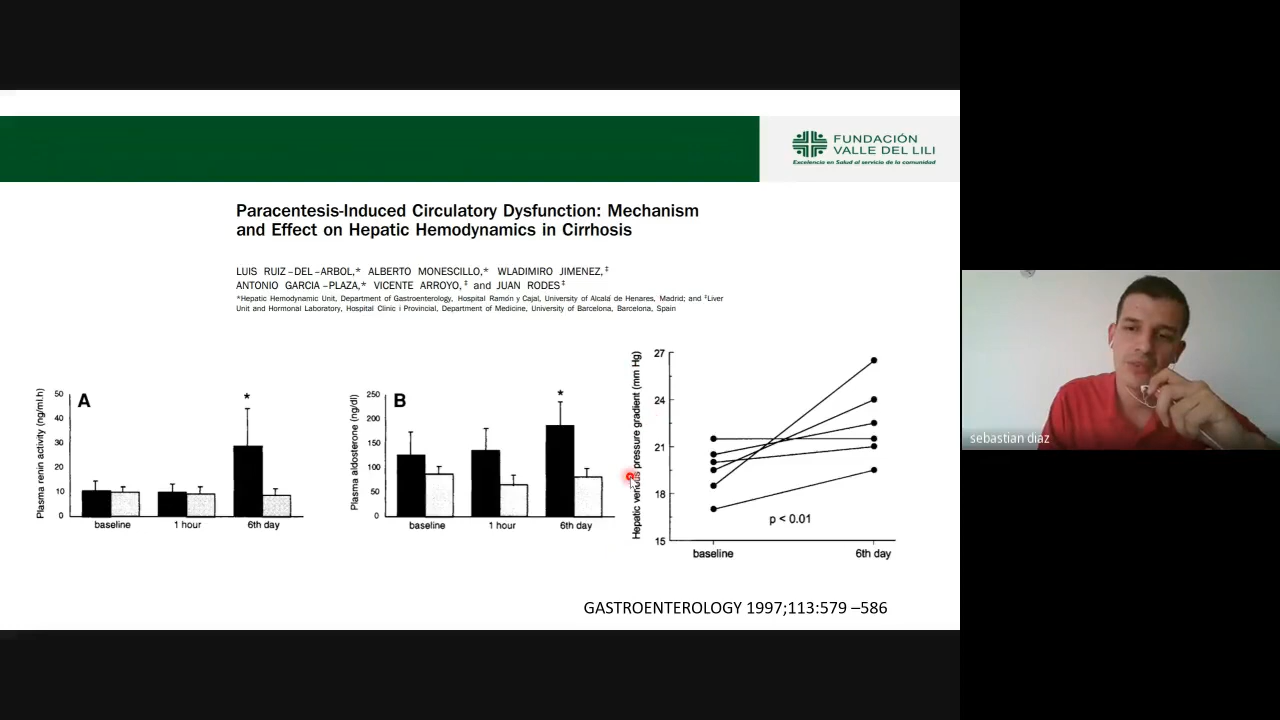 FUNDACIÓN
VALLE DEL LILI
Excelencia en Salud al servicio de la comunidad
Paracentesis-Induced Circulatory Dysfunction: Mechanism
and Effect on Hepatic Hemodynamics in Cirrhosis
LUIS RUIZ–DEL–ARBOL,* ALBERTO MONESCILLO,* WLADIMIRO JIMENEZ,‡
ANTONIO GARCIA–PLAZA,* VICENTE ARROYO,‡ and JUAN RODES‡
*Hepatic Hemodynamic Unit, Department of Gastroenterology, Hospital Ramón y Cajal, University of Alcalá de Henares, Madrid; and ‡Liver
Unit and Hormonal Laboratory, Hospital Clinic i Provincial, Department of Medicine, University of Barcelona, Barcelona, Spain
A
Plasma renin activity (ng/ml.h)
50
40
30
20
10
0
*
baseline 1 hour 6th day
B
Plasma aldosterone (ng/dl)
250
200
150
100
50
0
*
baseline 1 hour 6th day
Hepatic venous pressure gradient (mm Hg)
27
24
21
18
15
p < 0.01
baseline 6th day
GASTROENTEROLOGY 1997;113:579 –586
sebastian diaz